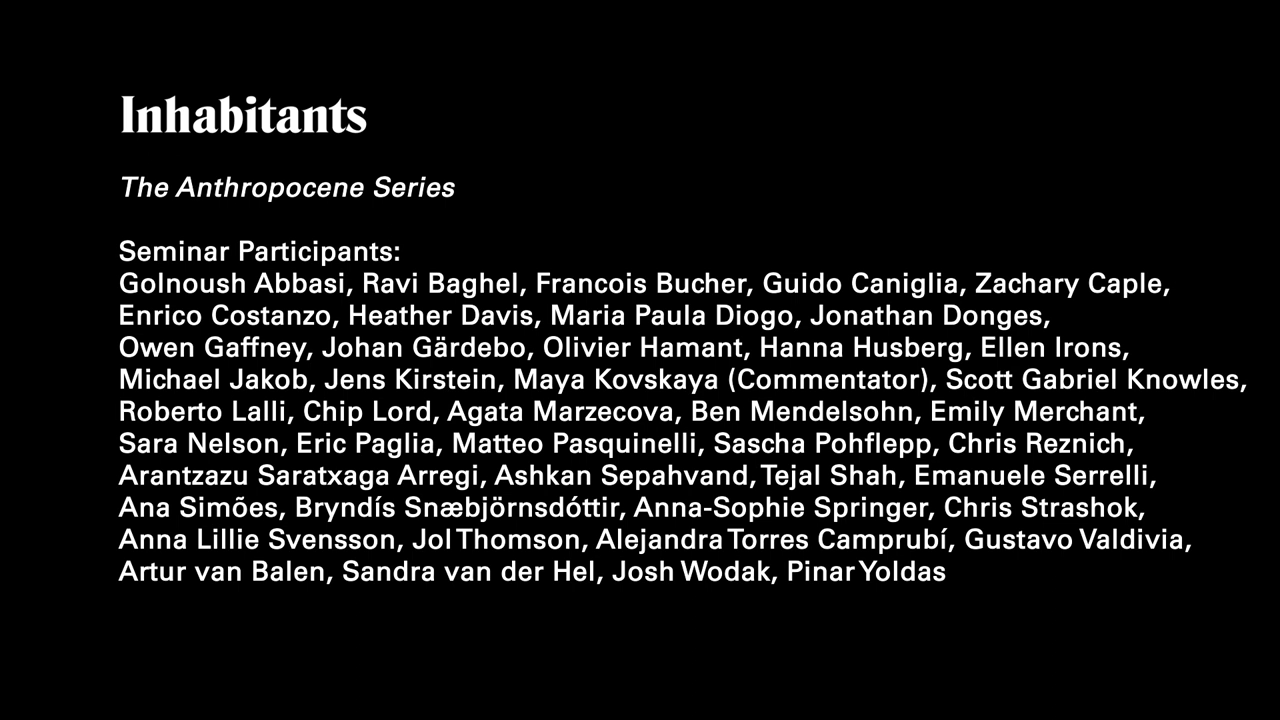 Inhabitants
The Anthropocene Series
Seminar Participants:
Golnoush Abbasi, Ravi Baghel, Francois Bucher, Guido Caniglia, Zachary Caple,
Enrico Costanzo, Heather Davis, Maria Paula Diogo, Jonathan Donges,
Owen Gaffney, Johan Gärdebo, Olivier Hamant, Hanna Husberg, Ellen Irons,
Michael Jakob, Jens Kirstein, Maya Kovskaya (Commentator), Scott Gabriel Knowles,
Roberto Lalli, Chip Lord, Agata Marzecova, Ben Mendelsohn, Emily Merchant,
Sara Nelson, Eric Paglia, Matteo Pasquinelli, Sascha Pohflepp, Chris Reznich,
Arantzazu Saratxaga Arregi, Ashkan Sepahvand, Tejal Shah, Emanuele Serrelli,
Ana Simões, Bryndís Snæbjörnsdóttir, Anna-Sophie Springer, Chris Strashok,
Anna Lillie Svensson, Jol Thomson, Alejandra Torres Camprubí, Gustavo Valdivia,
Artur van Balen, Sandra van der Hel, Josh Wodak, Pinar Yoldas